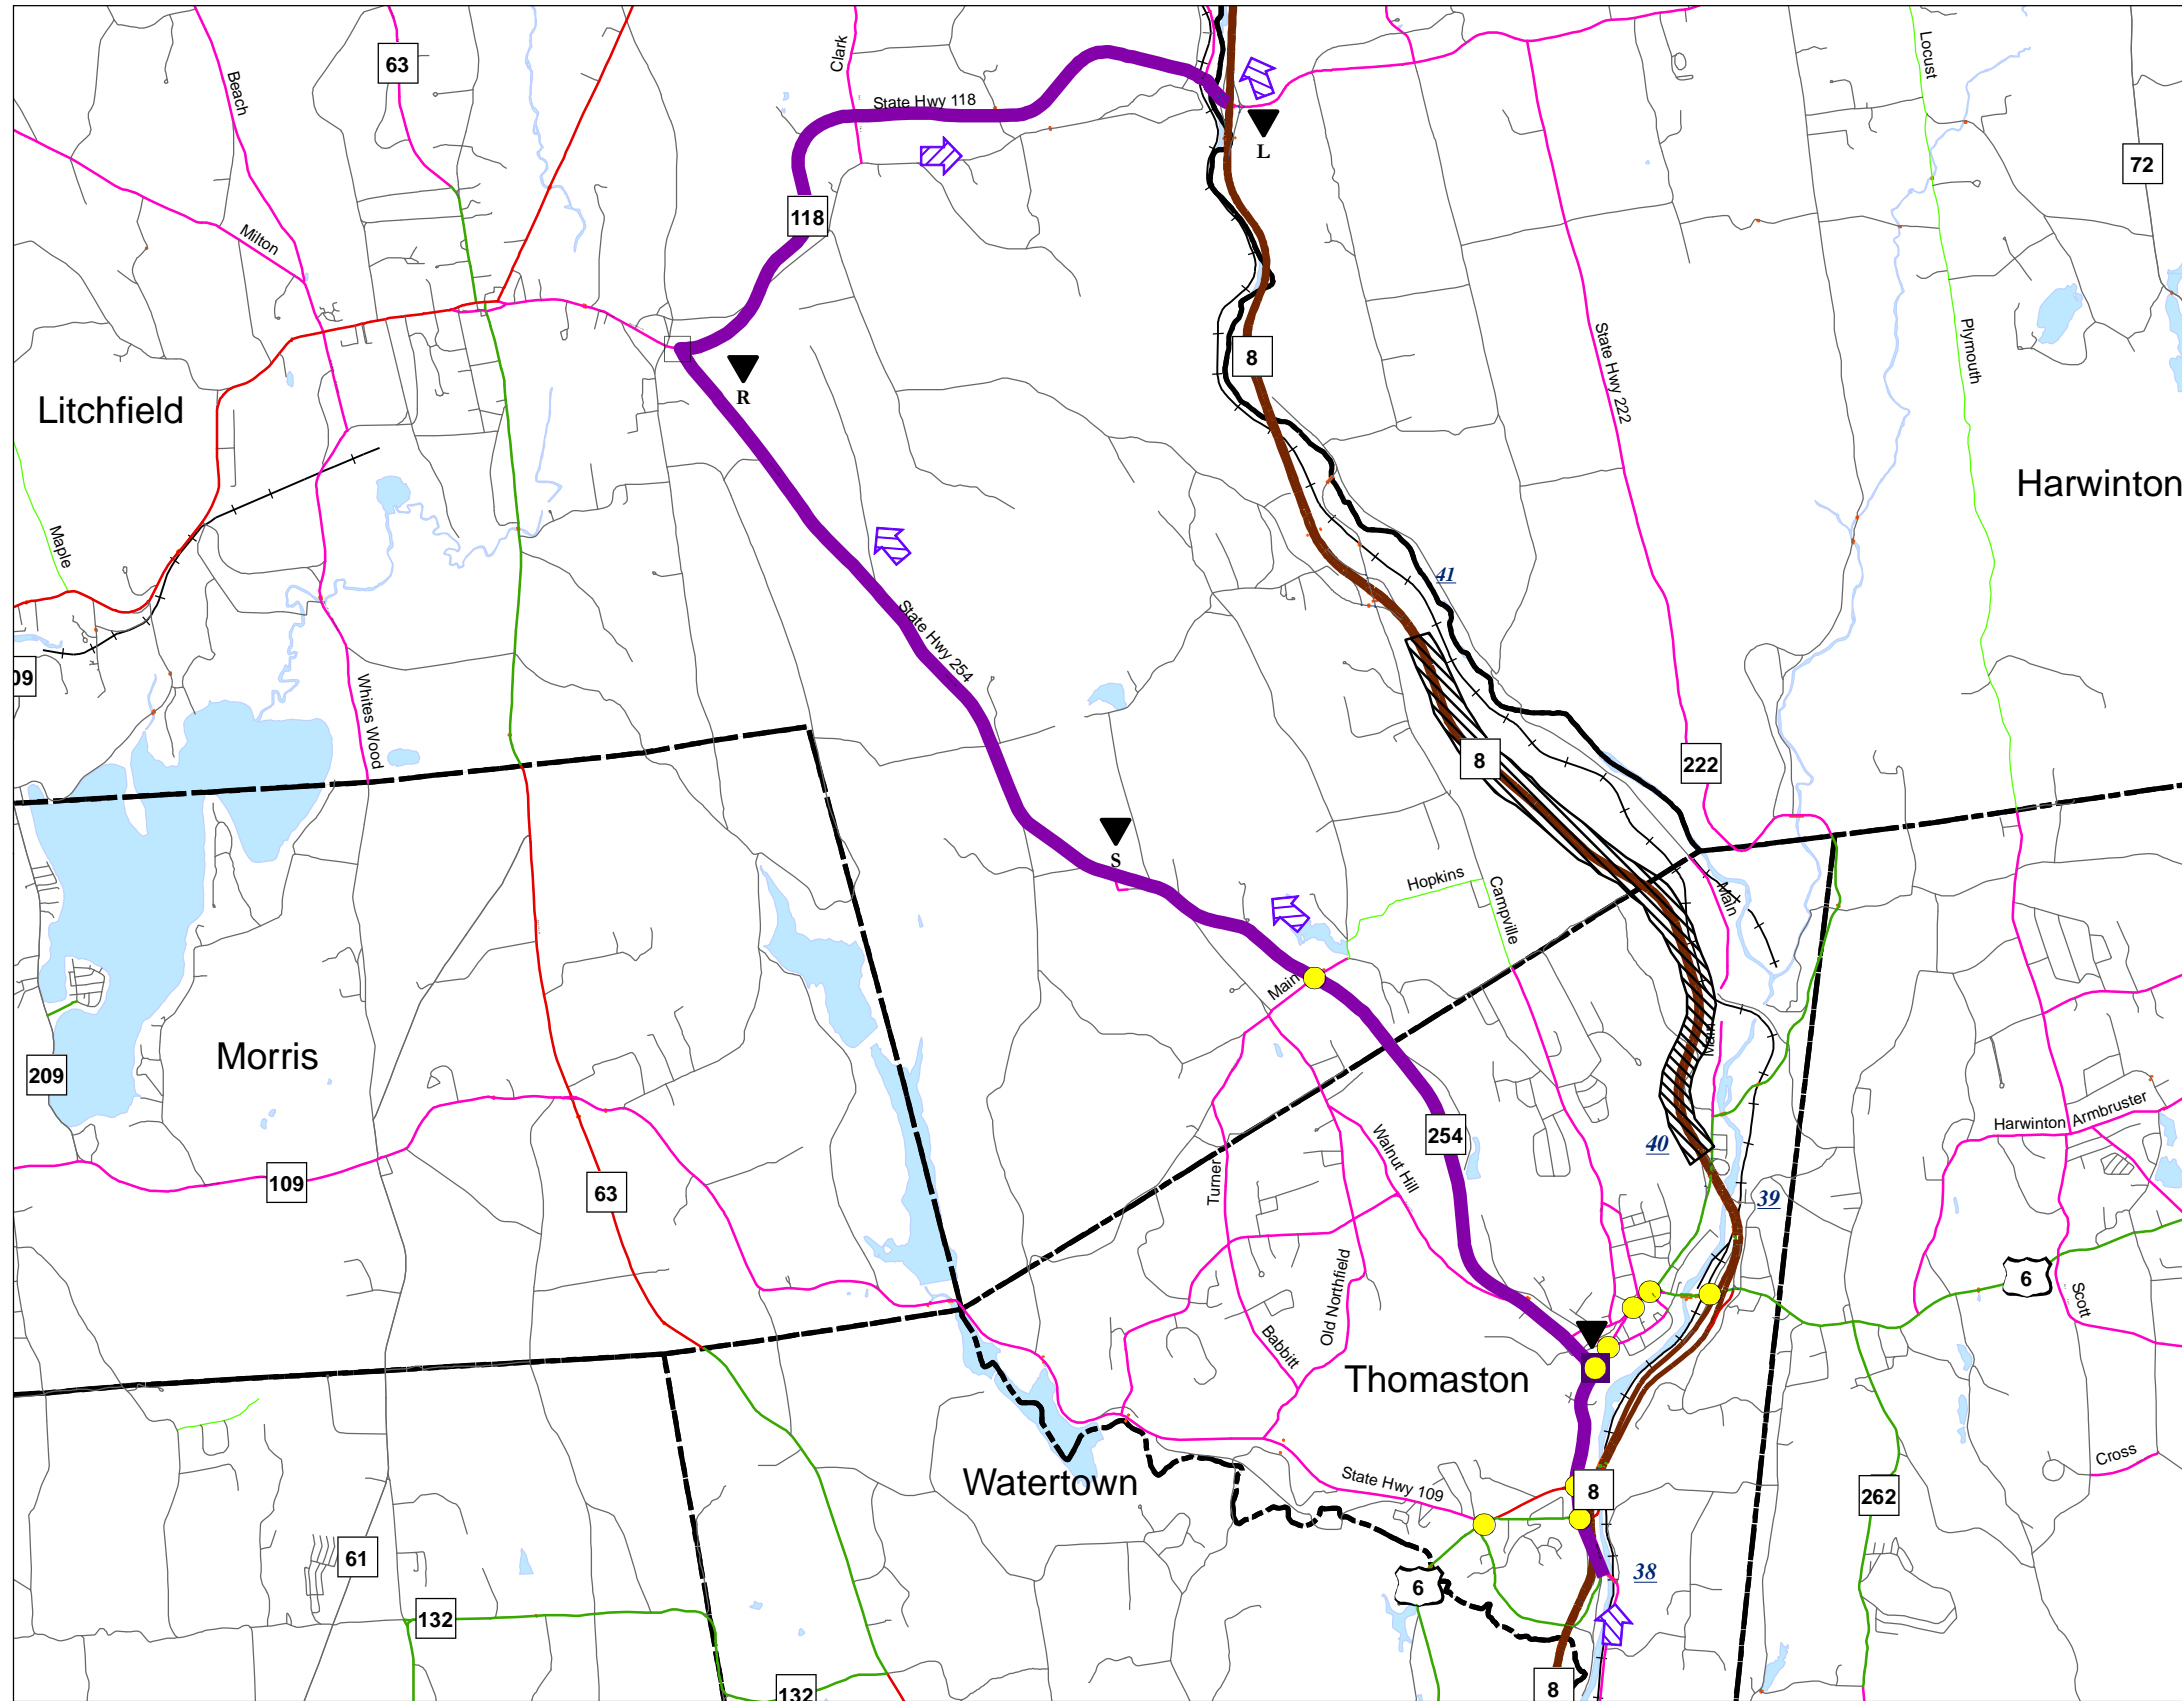 Clark
Locust
63
Beach
State Hwy 118
L
72
118
Milton
8
Plymouth
State Hwy 222
R
Litchfield
Harwinton
Maple
41
State Hwy 254
09
Whites Wood
8
222
S
Hopkins
Campville
Main
Main
Main
Morris
209
254
Walnut Hill
40
Harwinton
Armbruster
109
63
Turner
39
Old Northfield
6
Scott
Babbitt
Thomaston
Cross
Watertown
State Hwy 109
8
262
61
38
6
132
132
8